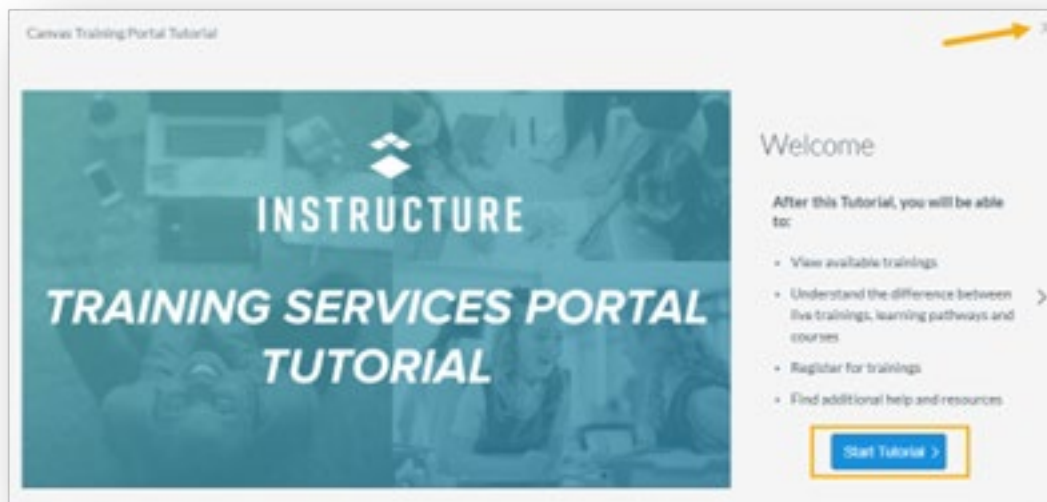 Canvas Training Portal Tutorial
INSTRUCTURE
TRAINING SERVICES PORTAL
TUTORIAL
Welcome
After this Tutorial, you will be able
to:
• View available trainings
• Understand the difference between
live trainings, learning pathways and
courses
• Register for trainings
• Find additional help and resources
Start Tutorial >